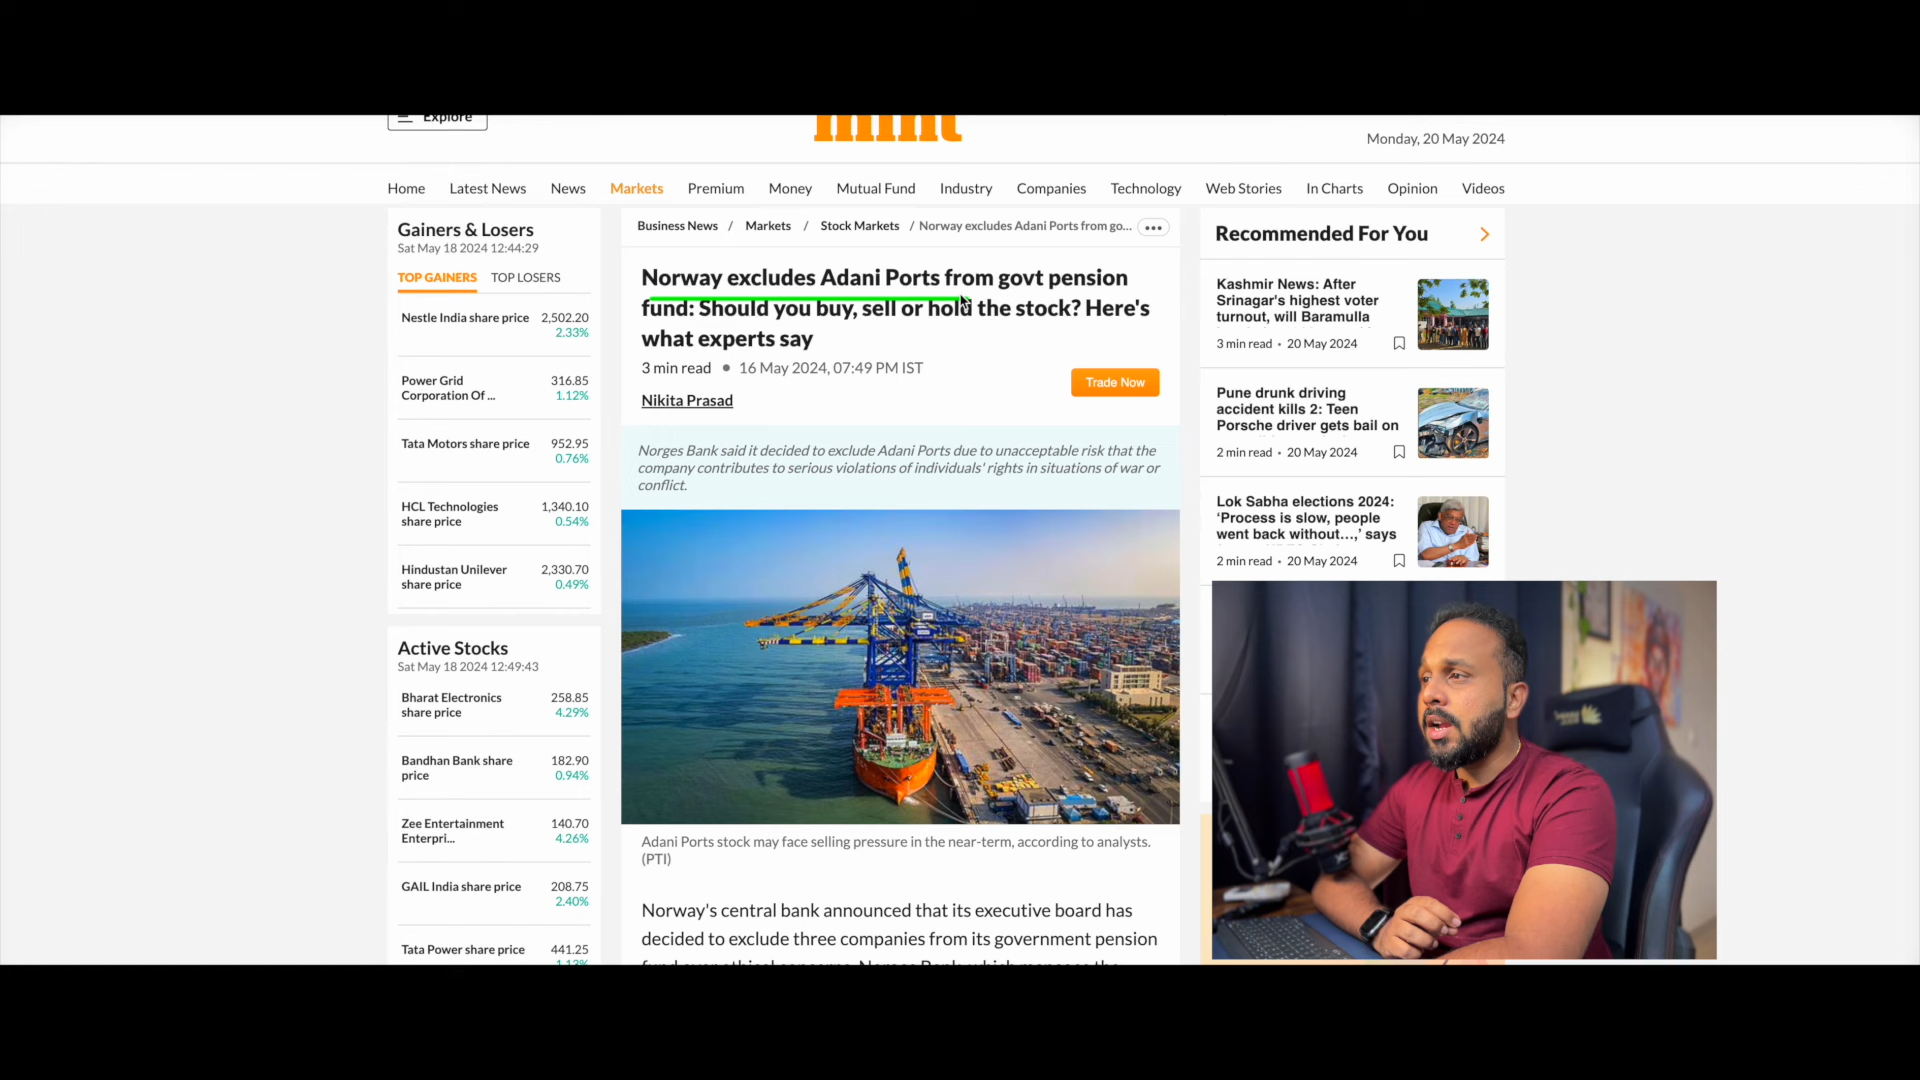 Explore
mint
Monday, 20 May 2024
Home Latest News News Markets Premium Money Mutual Fund Industry Companies Technology Web Stories In Charts Opinion Videos
Gainers & Losers
Sat May 18 2024 12:44:29
TOP GAINERS TOP LOSERS
Nestle India share price 2,502.20
2.33%
Power Grid 316.85
Corporation Of ... 1.12%
Tata Motors share price 952.95
0.76%
HCL Technologies 1,340.10
share price 0.54%
Hindustan Unilever 2,330.70
share price 0.49%
Active Stocks
Sat May 18 2024 12:49:43
Bharat Electronics 258.85
share price 4.29%
Bandhan Bank share 182.90
price 0.94%
Zee Entertainment 140.70
Enterpri... 4.26%
GAIL India share price 208.75
2.40%
Tata Power share price 441.25
Business News / Markets / Stock Markets / Norway excludes Adani Ports from go... •••
Norway excludes Adani Ports from govt pension
fund: Should you buy, sell or hold the stock? Here's
what experts say
3 min read • 16 May 2024, 07:49 PM IST
Trade Now
Nikita Prasad
Norges Bank said it decided to exclude Adani Ports due to unacceptable risk that the
company contributes to serious violations of individuals' rights in situations of war or
conflict.
Adani Ports stock may face selling pressure in the near-term, according to analysts.
(PTI)
Norway's central bank announced that its executive board has
decided to exclude three companies from its government pension
Recommended For You
Kashmir News: After
Srinagar's highest voter
turnout, will Baramulla
3 min read • 20 May 2024
Pune drunk driving
accident kills 2: Teen
Porsche driver gets bail on
2 min read • 20 May 2024
Lok Sabha elections 2024:
‘Process is slow, people
went back without...,’ says
2 min read • 20 May 2024